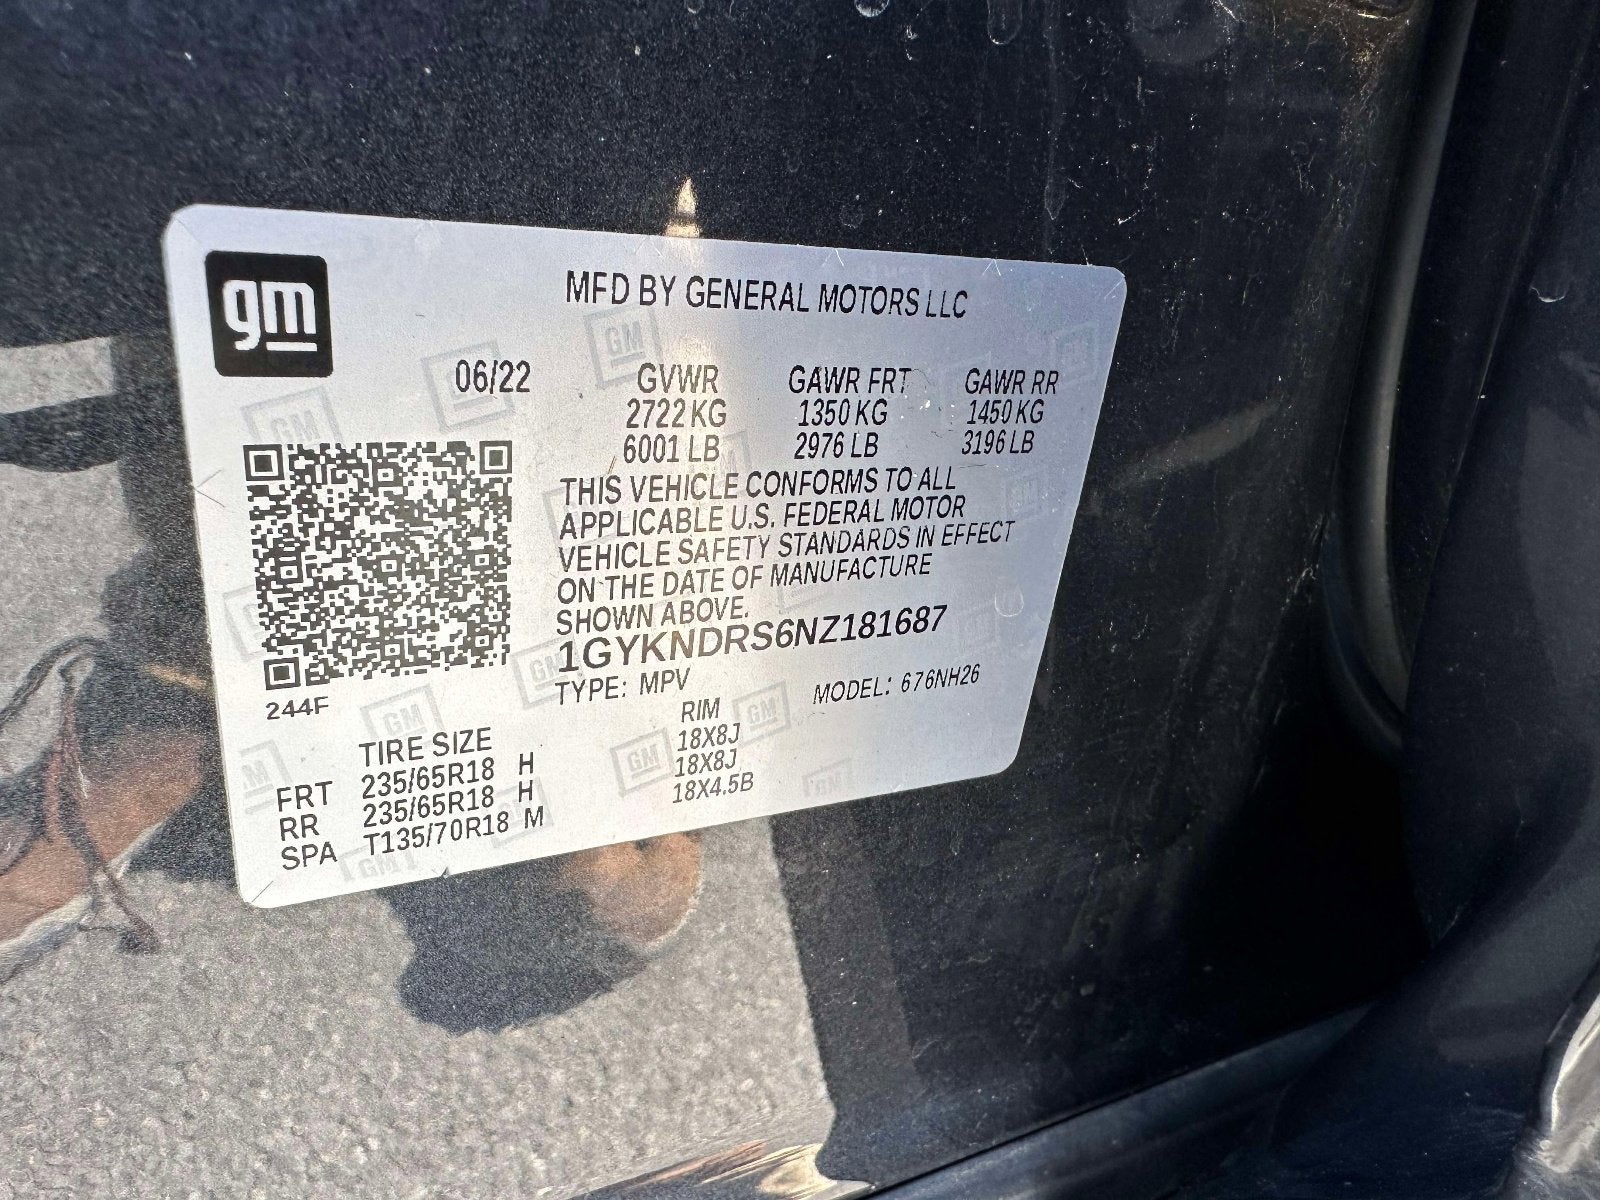 gm
MFD BY GENERAL MOTORS LLC
06/22 GVWR GAWR FRT GAWR RR
2722 KG 1350 KG 1450 KG
6001 LB 2976 LB 3196 LB
THIS VEHICLE CONFORMS TO ALL
APPLICABLE U.S. FEDERAL MOTOR
VEHICLE SAFETY STANDARDS IN EFFECT
ON THE DATE OF MANUFACTURE
SHOWN ABOVE.
1GYKNDRS6NZ181687
TYPE: MPV MODEL: 676NH26
244F
TIRE SIZE RIM
FRT 235/65R18 H 18X8J
RR 235/65R18 H 18X8J
SPA T135/70R18 M 18X4.5B